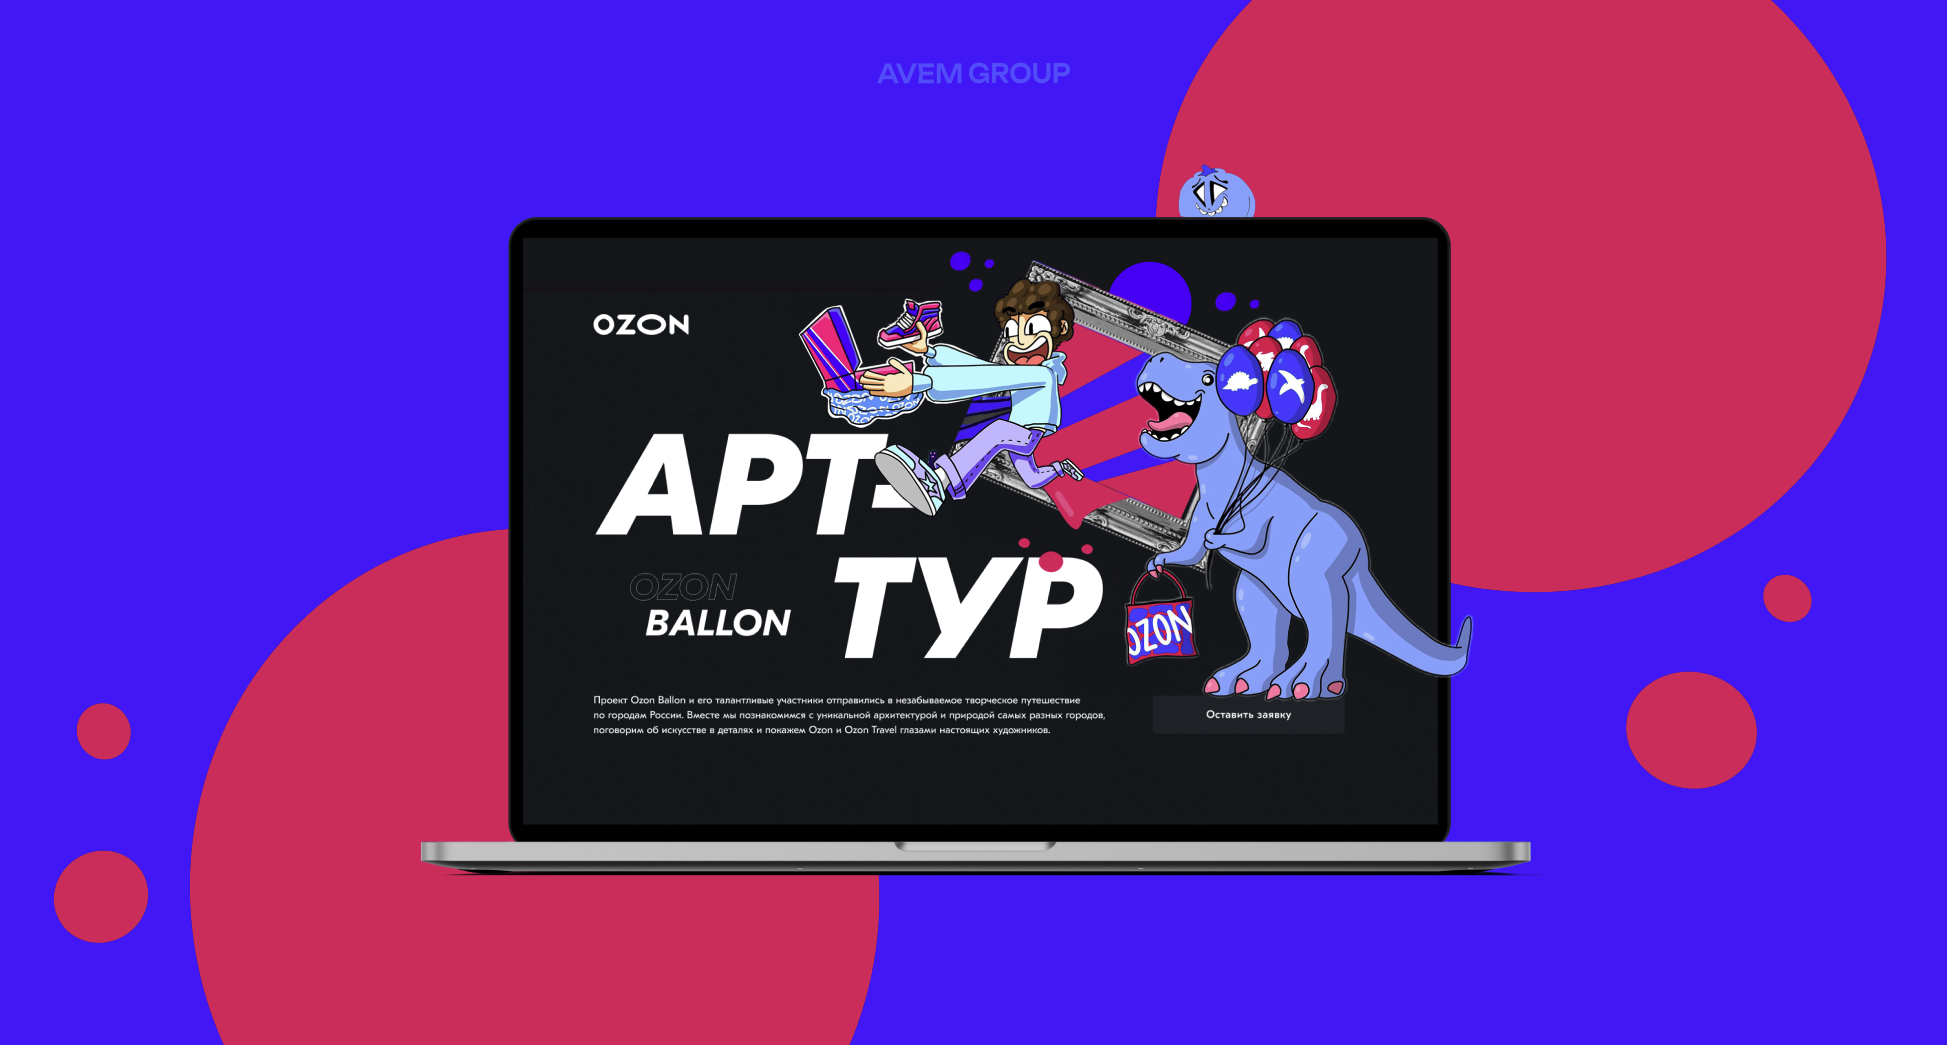 AVEM GROUP
OZON
АРТ-
ТУР
OZON
BALLON
OZON
Проект Ozon Ballon и его талантливые участники отправились в незабываемое творческое путешествие
по городам России. Вместе мы познакомимся с уникальной архитектурой и природой самых разных городов,
поговорим об искусстве в деталях и покажем Ozon и Ozon Travel глазами настоящих художников.
Оставить заявку